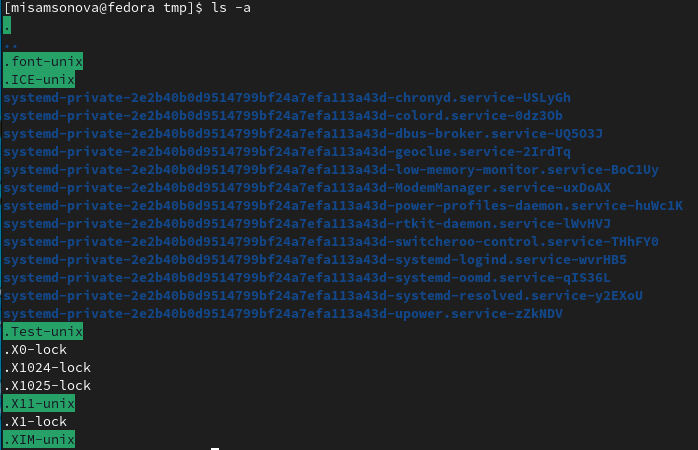 [misamsonova@fedora tmp]$ ls -a
.
..
.font-unix
.ICE-unix
systemd-private-2e2b40b0d9514799bf24a7efa113a43d-chronyd.service-USLyGh
systemd-private-2e2b40b0d9514799bf24a7efa113a43d-colord.service-0dz3Ob
systemd-private-2e2b40b0d9514799bf24a7efa113a43d-dbus-broker.service-UQ5O3J
systemd-private-2e2b40b0d9514799bf24a7efa113a43d-geoclue.service-2IrdTq
systemd-private-2e2b40b0d9514799bf24a7efa113a43d-low-memory-monitor.service-BoC1Uy
systemd-private-2e2b40b0d9514799bf24a7efa113a43d-ModemManager.service-uxDoAX
systemd-private-2e2b40b0d9514799bf24a7efa113a43d-power-profiles-daemon.service-huWc1K
systemd-private-2e2b40b0d9514799bf24a7efa113a43d-rtkit-daemon.service-lWvHVJ
systemd-private-2e2b40b0d9514799bf24a7efa113a43d-switcheroo-control.service-THhFY0
systemd-private-2e2b40b0d9514799bf24a7efa113a43d-systemd-logind.service-wvrHB5
systemd-private-2e2b40b0d9514799bf24a7efa113a43d-systemd-oomd.service-qIS36L
systemd-private-2e2b40b0d9514799bf24a7efa113a43d-systemd-resolved.service-y2EXoU
systemd-private-2e2b40b0d9514799bf24a7efa113a43d-upower.service-zZkNDV
.Test-unix
.X0-lock
.X1024-lock
.X1025-lock
.X11-unix
.X1-lock
.XIM-unix